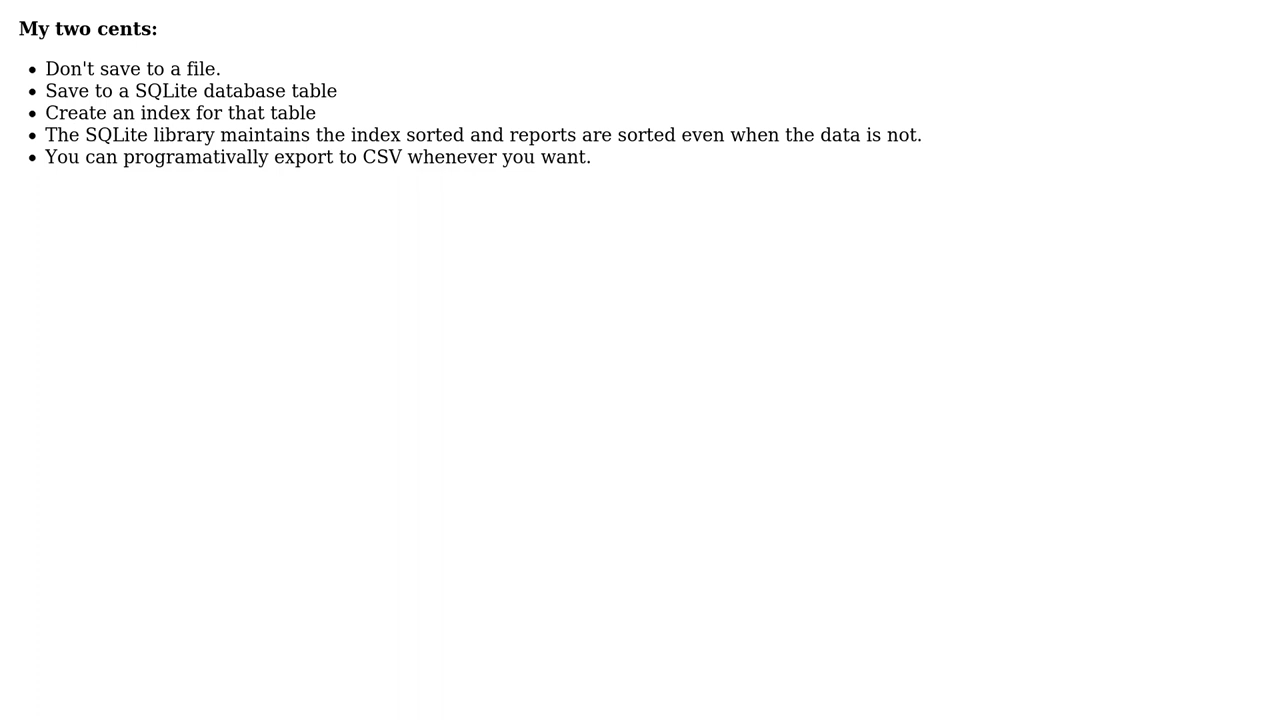 My two cents:
Don't save to a file.
Save to a SQLite database table
Create an index for that table
The SQLite library maintains the index sorted and reports are sorted even when the data is not.
You can programativally export to CSV whenever you want.